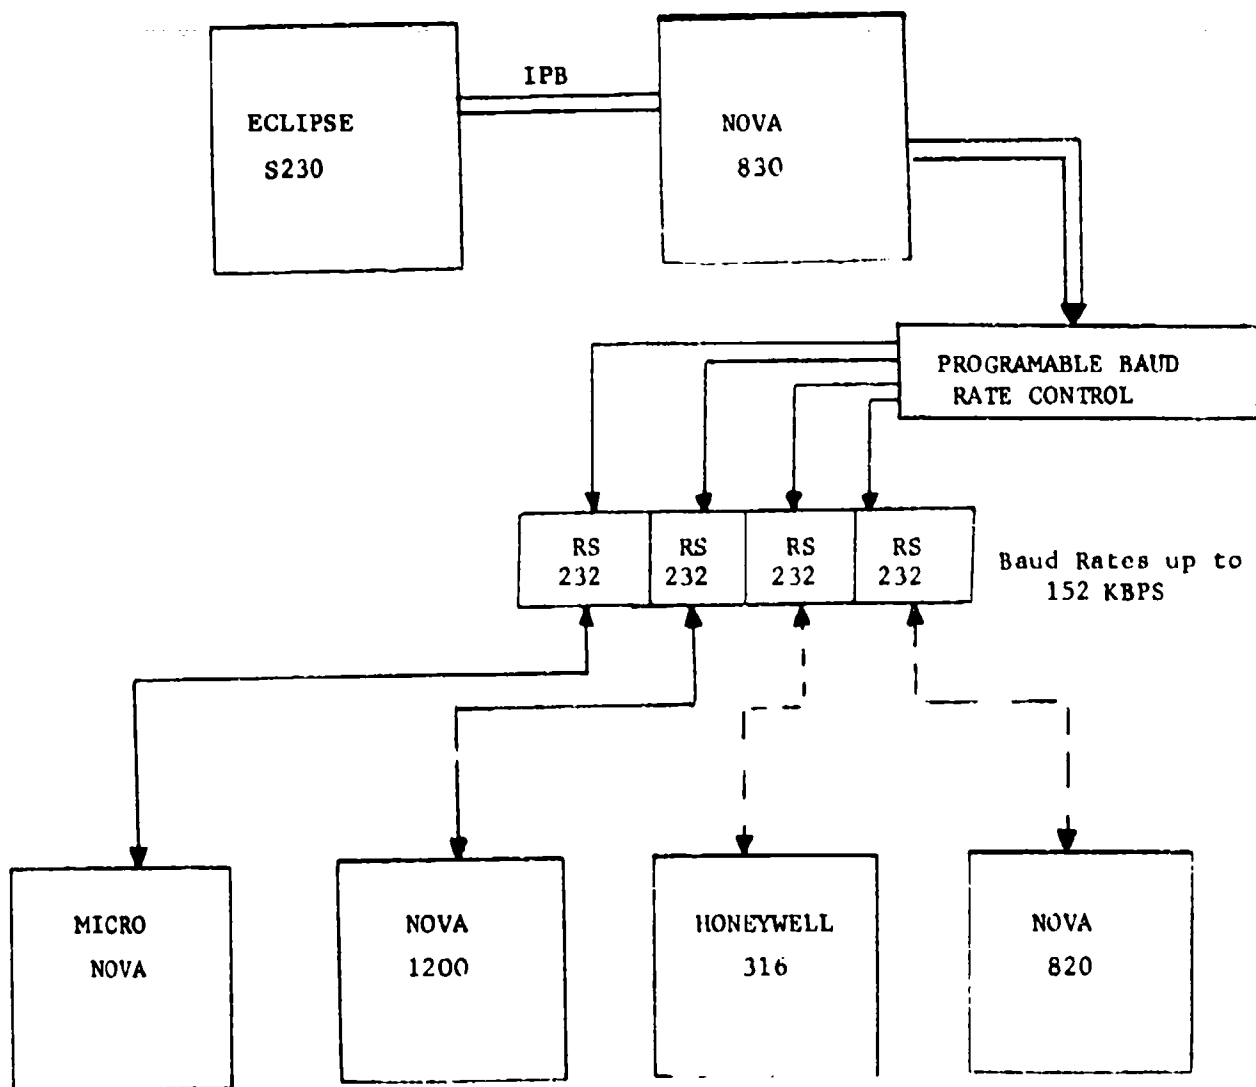 IPB
ECLIPSE
S230
NOVA
830
PROGRAMABLE BAUD
RATE CONTROL
RS
232
RS
232
RS
232
RS
232
Baud Rates up to
152 KBPS
MICRO
NOVA
NOVA
1200
HONEYWELL
316
NOVA
820